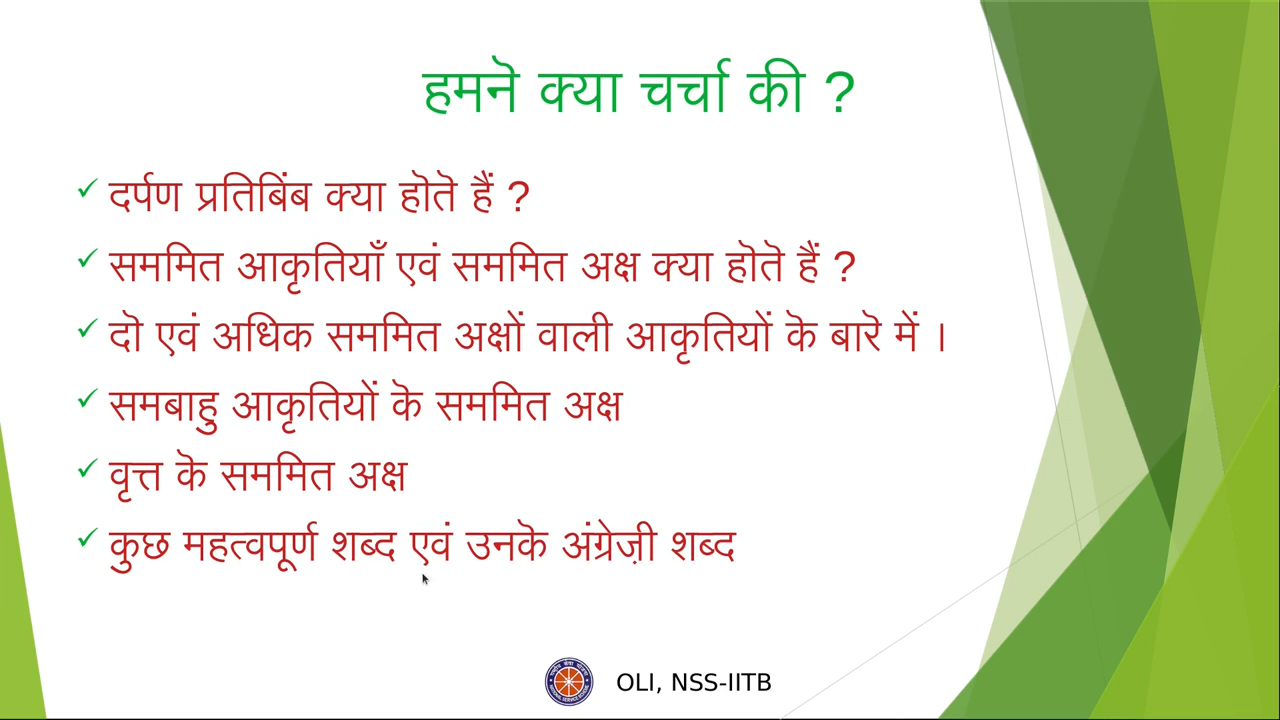 हमनॆ क्या चर्चा की ?
दर्पण प्रतिबिंब क्या हॊतॆ हैं ?
सममित आकृतियाँ एवं सममित अक्ष क्या हॊतॆ हैं ?
दॊ एवं अधिक सममित अक्षों वाली आकृतियों कॆ बारॆ में ।
समबाहु आकृतियों कॆ सममित अक्ष
वृत्त कॆ सममित अक्ष
कुछ महत्वपूर्ण शब्द एवं उनकॆ अंग्रेज़ी शब्द
OLI, NSS-IITB